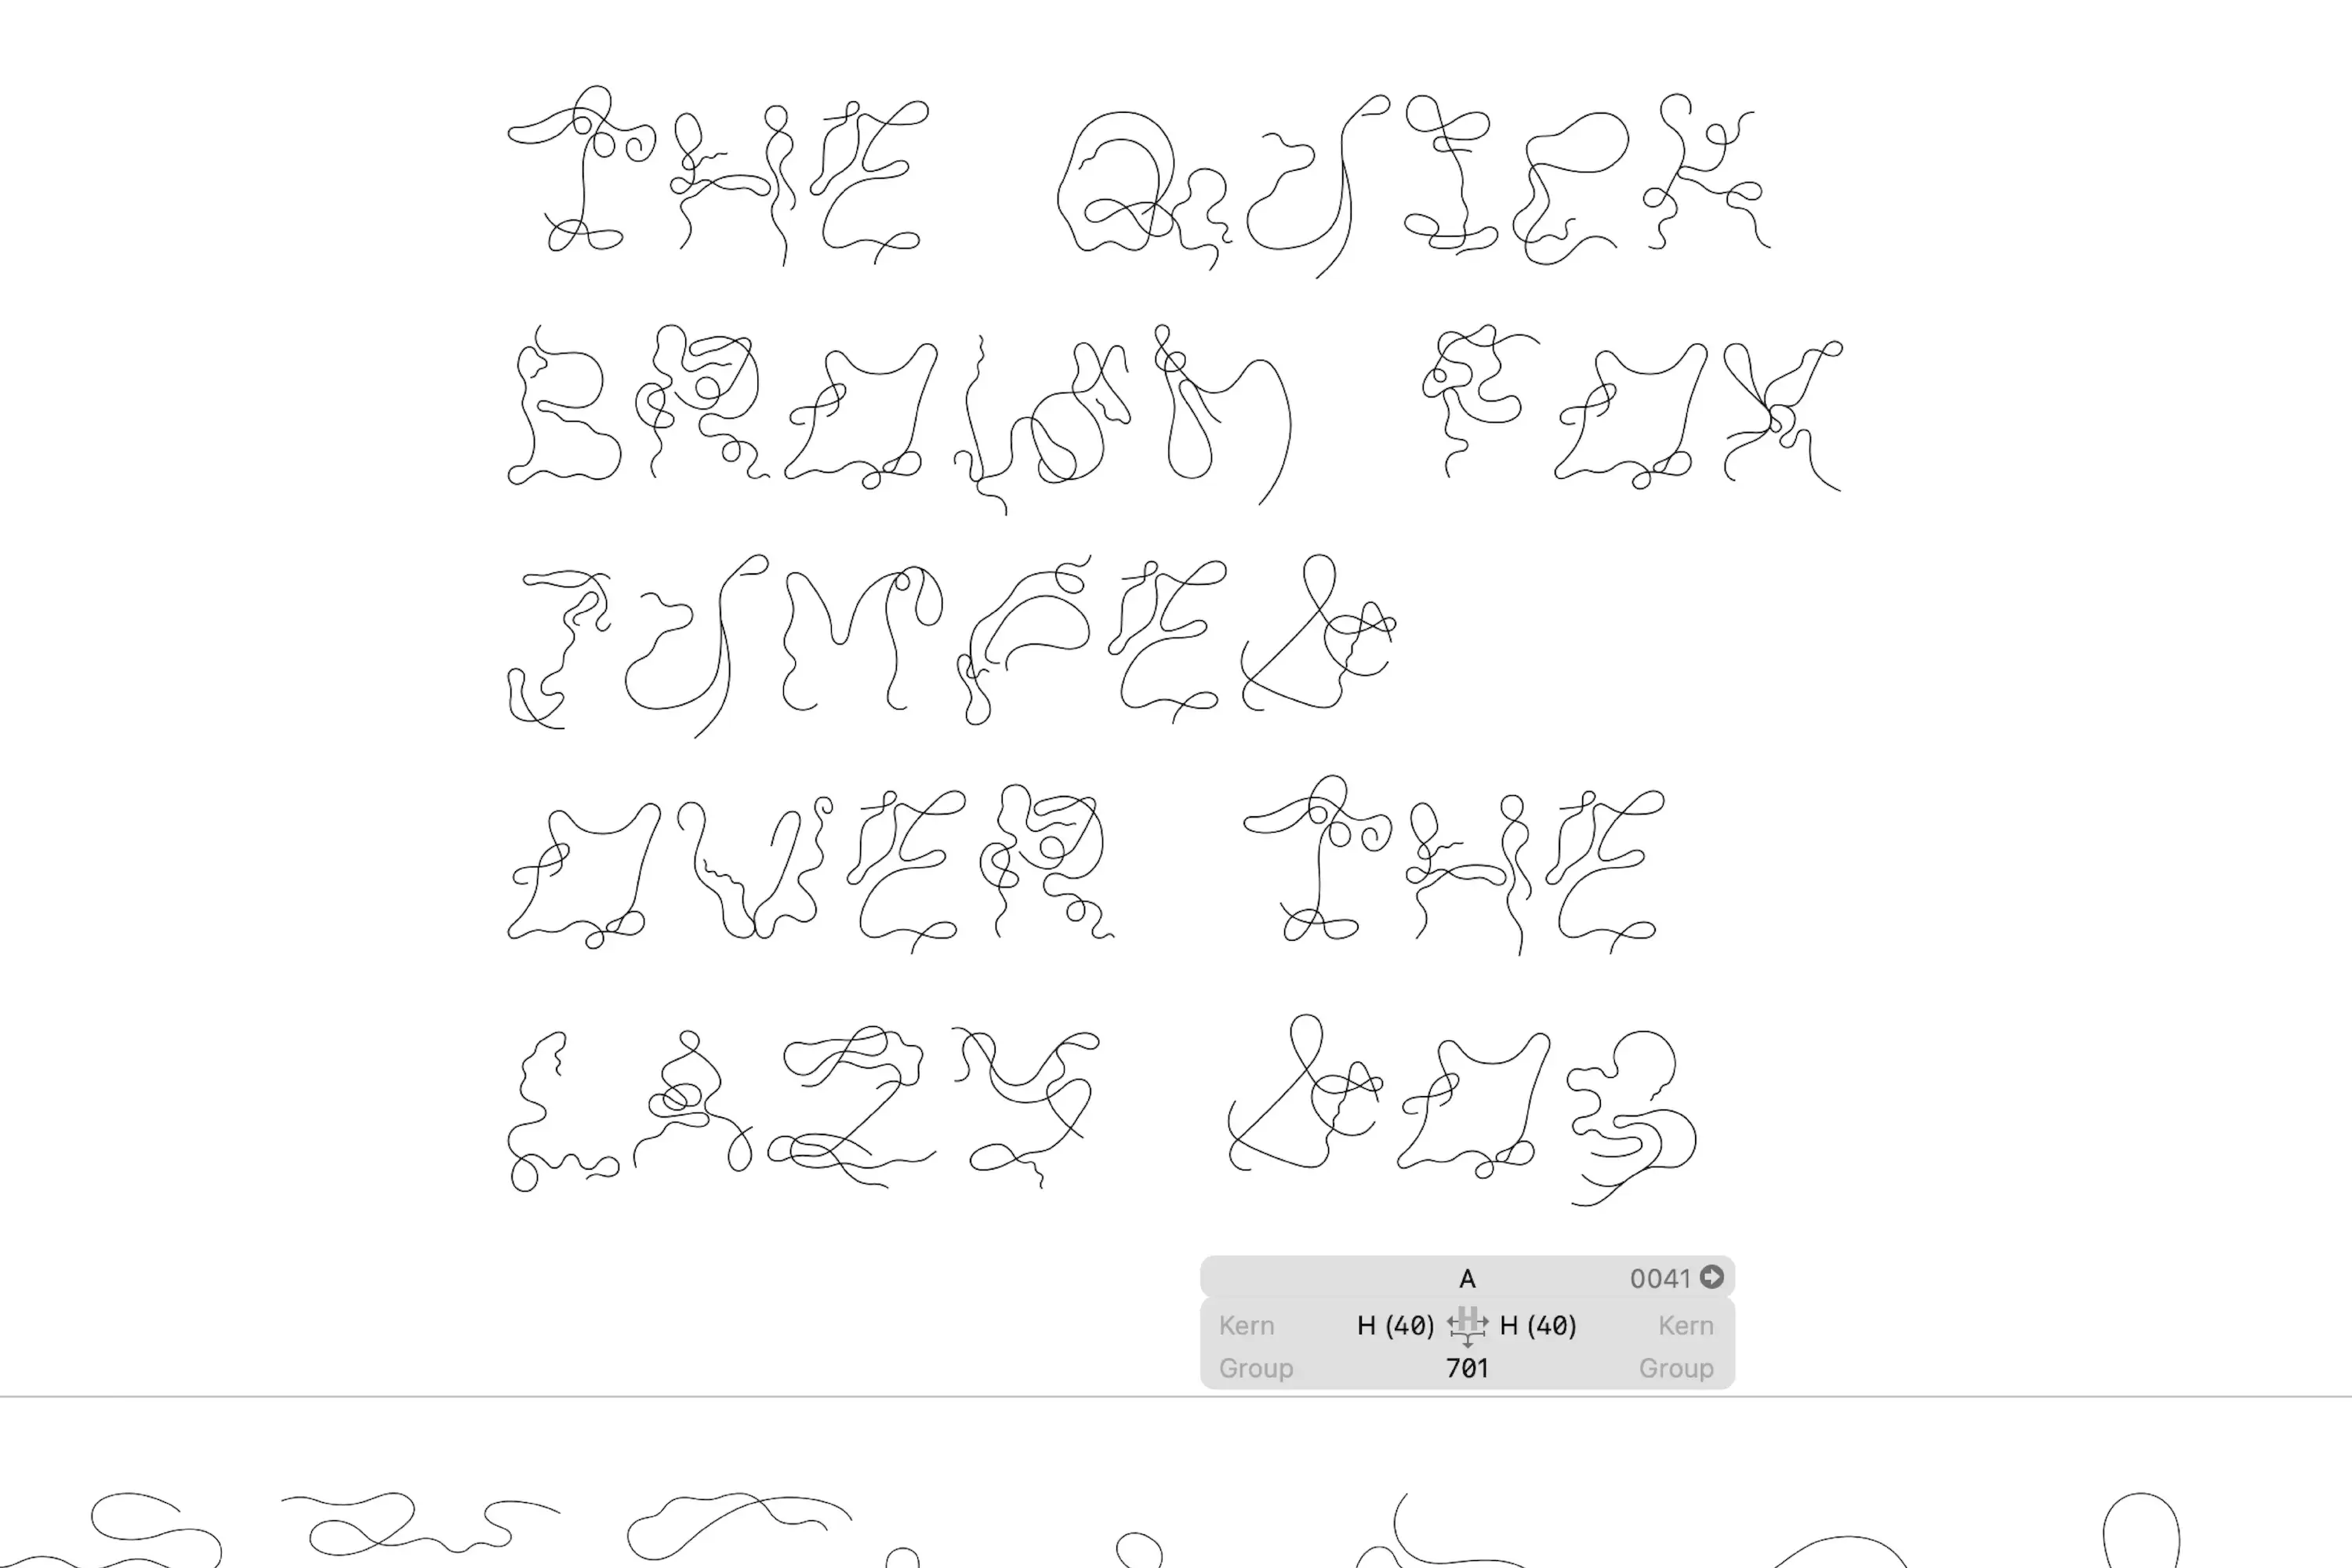 THE QUICK
BROWN FOX
JUMPED
OVER THE
LAZY DOG
A 0041
Kern H (40) H H (40) Kern
Group 701 Group